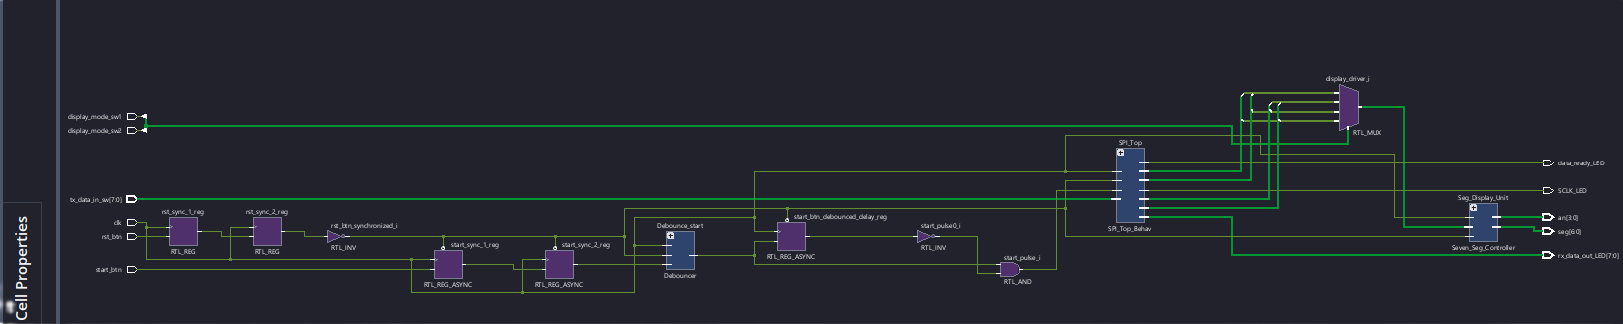 Cell Properties
display_driver_i
RTL_MUX
display_mode_sw1
display_mode_sw2
SPI_Top
SPI_Top_Behav
data_ready_LED
SCLK_LED
tx_data_in_sw[7:0]
clk
rst_btn
start_btn
rst_sync_1_reg
RTL_REG
rst_sync_2_reg
RTL_REG
rst_btn_synchronized_i
RTL_INV
start_sync_1_reg
RTL_REG_ASYNC
start_sync_2_reg
RTL_REG_ASYNC
Debounce_start
Debouncer
start_btn_debounced_delay_reg
RTL_REG_ASYNC
start_pulse0_i
RTL_INV
start_pulse_i
RTL_AND
Seg_Display_Unit
Seven_Seg_Controller
an[3:0]
seg[6:0]
rx_data_out_LED[7:0]